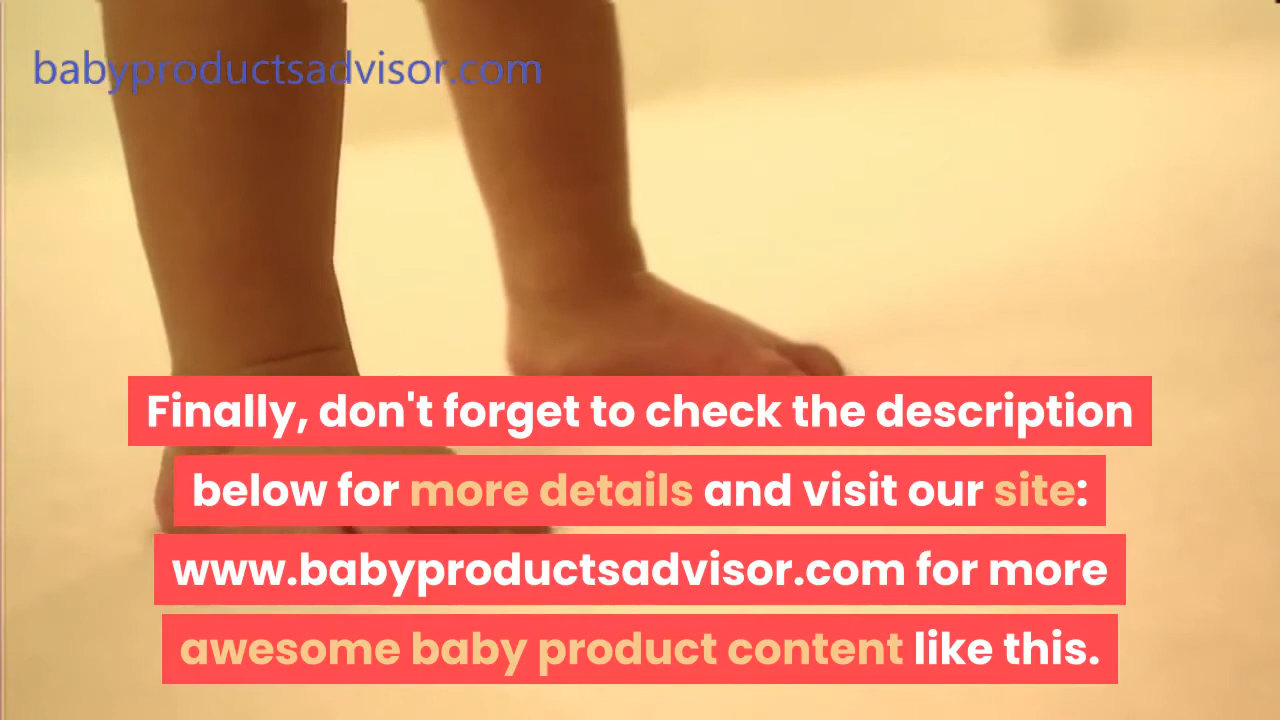 babyproductsadvisor.com
Finally, don't forget to check the description
below for more details and visit our site:
www.babyproductsadvisor.com for more
awesome baby product content like this.